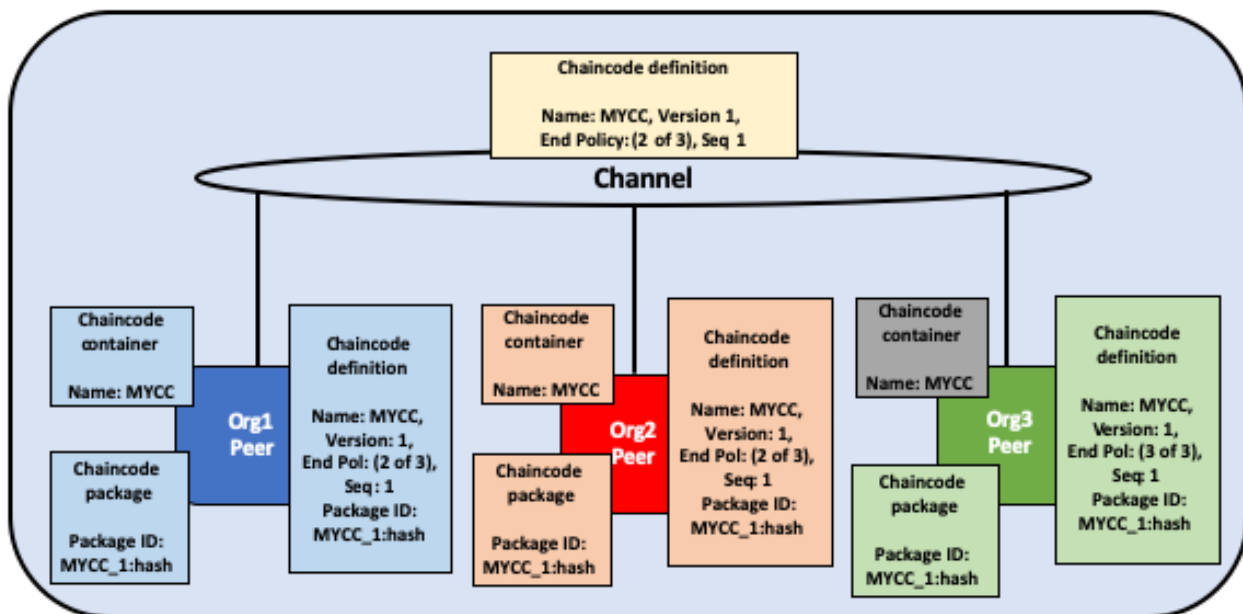 Chaincode definition
Name: MYCC, Version 1,
End Policy: (2 of 3), Seq 1
Channel
Chaincode
container
Name: MYCC
Org1
Peer
Chaincode
package
Package ID:
MYCC_1:hash
Chaincode
definition
Name: MYCC,
Version: 1,
End Pol: (2 of 3),
Seq : 1
Package ID:
MYCC_1:hash
Chaincode
container
Name: MYCC
Org2
Peer
Chaincode
package
Package ID:
MYCC_1:hash
Chaincode
definition
Name: MYCC,
Version: 1,
End Pol: (2 of 3),
Seq: 1
Package ID:
MYCC_1:hash
Chaincode
container
Name: MYCC
Org3
Peer
Chaincode
package
Package ID:
MYCC_1:hash
Chaincode
definition
Name: MYCC,
Version: 1,
End Pol: (3 of 3),
Seq: 1
Package ID:
MYCC_1:hash